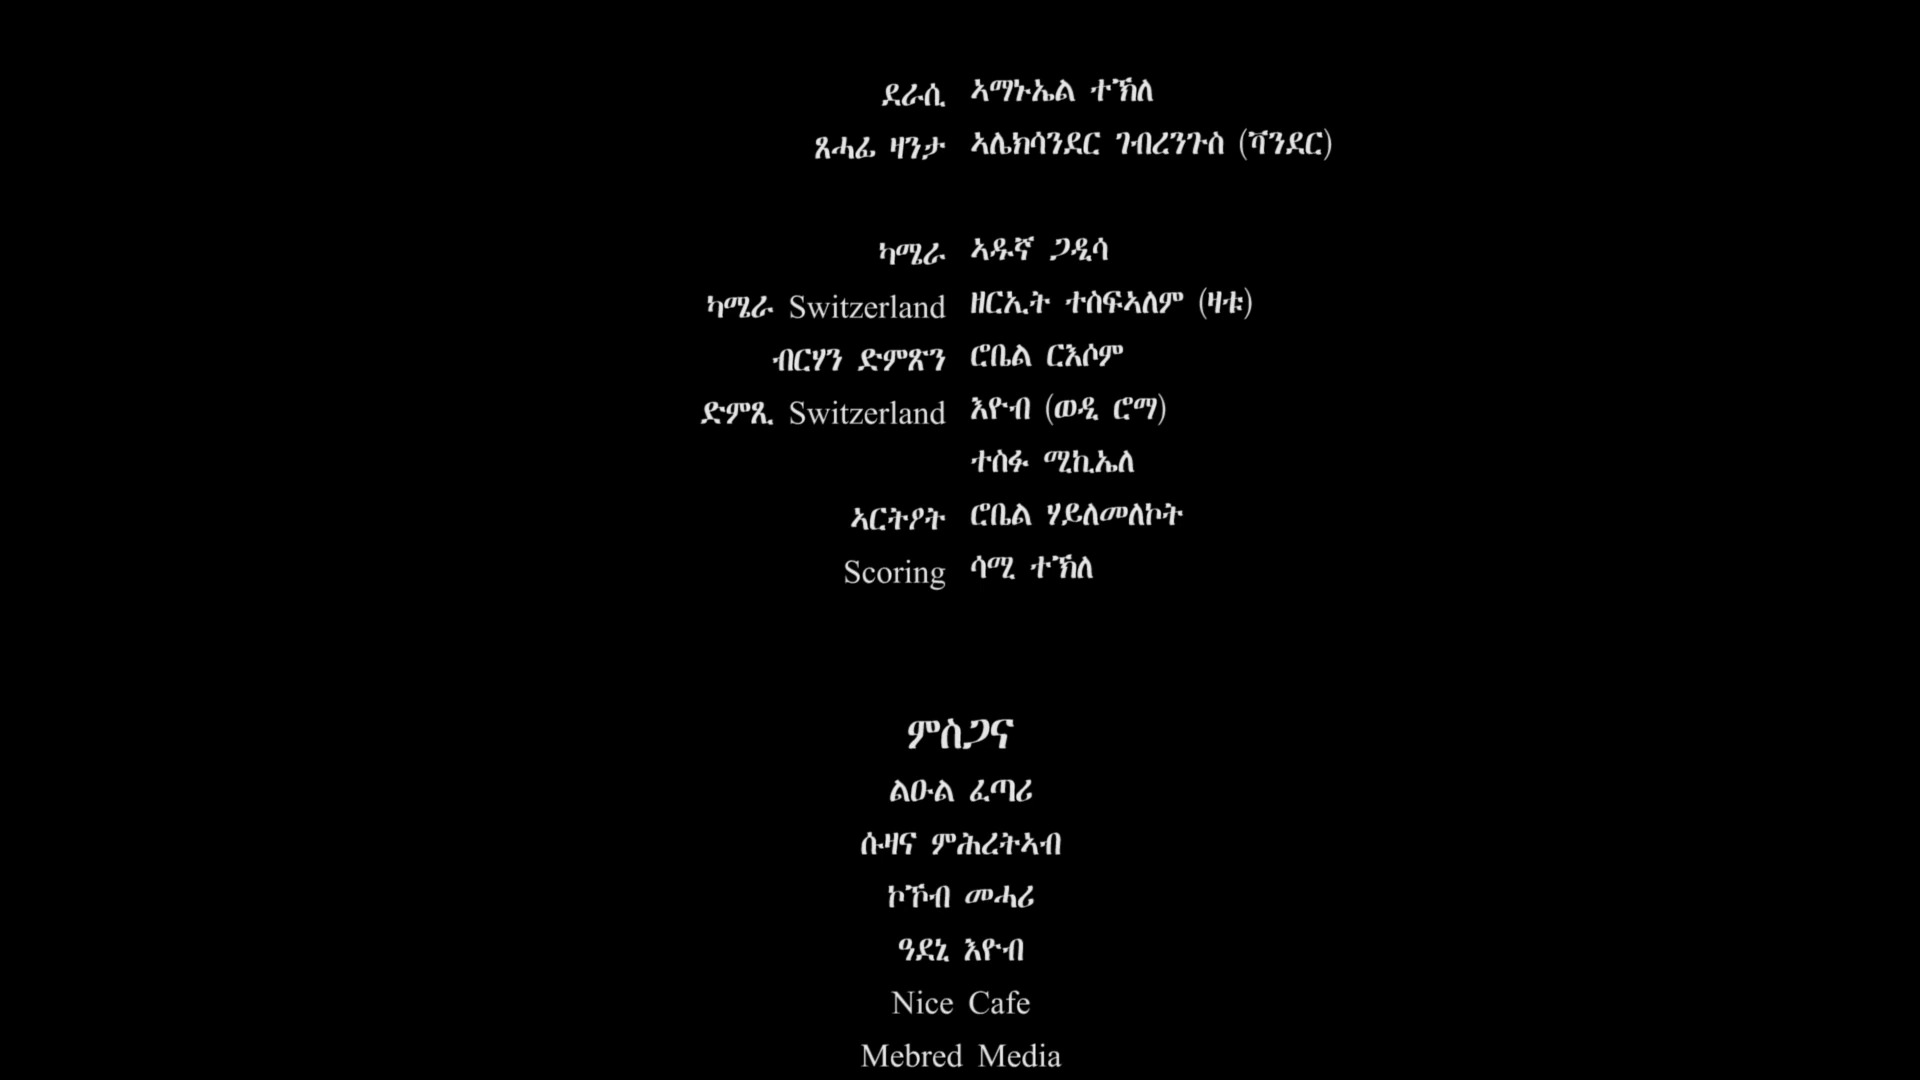 ደራሲ ኣማኑኤል ተኽለ
ጸሓፊ ዛንታ ኣሌክሳንደር ገብረንጉስ (ሻንደር)
ካሜራ ኣዱኛ ጋዲሳ
ካሜራ Switzerland ዘርኢት ተስፍኣለም (ዛቱ)
ብርሃን ድምጽን ሮቤል ርእሶም
ድምጺ Switzerland እዮብ (ወዲ ሮማ)
ተስፉ ሚኪኤለ
ኣርትዖት ሮቤል ሃይለመለኮት
Scoring ሳሚ ተኽለ
ምስጋና
ልዑል ፈጣሪ
ሱዛና ምሕረትኣብ
ኮኾብ መሓሪ
ዓደኒ እዮብ
Nice Cafe
Mebred Media